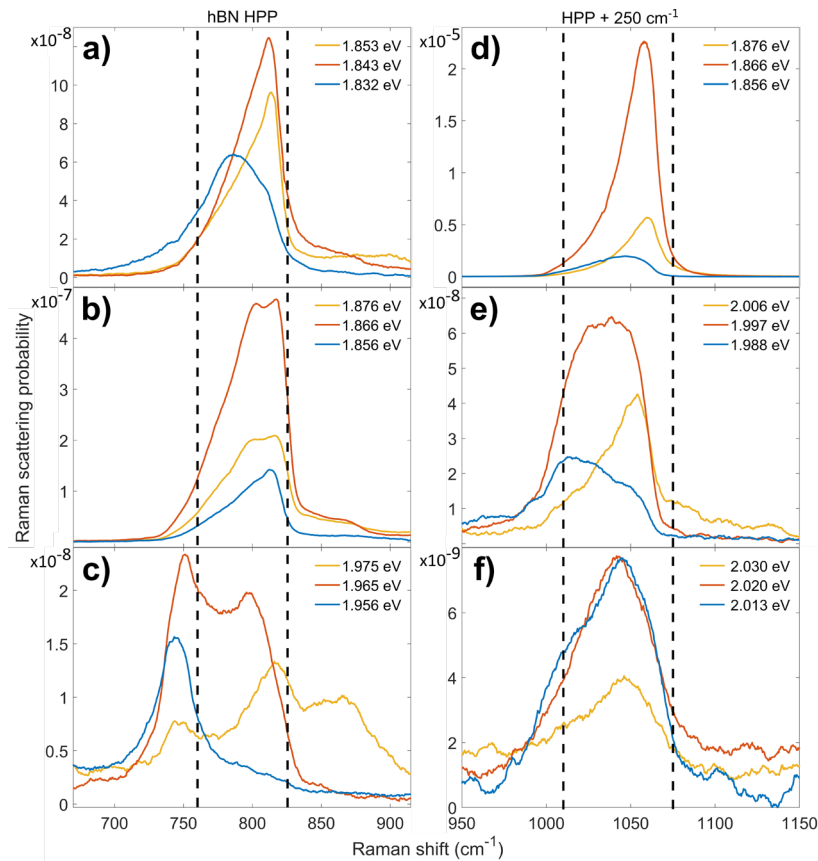 hBN HPP
HPP + 250 cm⁻¹
x10⁻⁸
a)
1.853 eV
1.843 eV
1.832 eV
12
10
8
6
4
2
0
x10⁻⁵
d)
1.876 eV
1.866 eV
1.856 eV
2
1.5
1
0.5
0
x10⁻⁷
b)
1.876 eV
1.866 eV
1.856 eV
4
3
2
1
x10⁻⁸
e)
2.006 eV
1.997 eV
1.988 eV
6
5
4
3
2
1
0
x10⁻⁸
c)
1.975 eV
1.965 eV
1.956 eV
2
1.5
1
0.5
0
x10⁻⁹
f)
2.030 eV
2.020 eV
2.013 eV
6
4
2
0
700 750 800 850 900
950 1000 1050 1100 1150
Raman scattering probability
Raman shift (cm⁻¹)